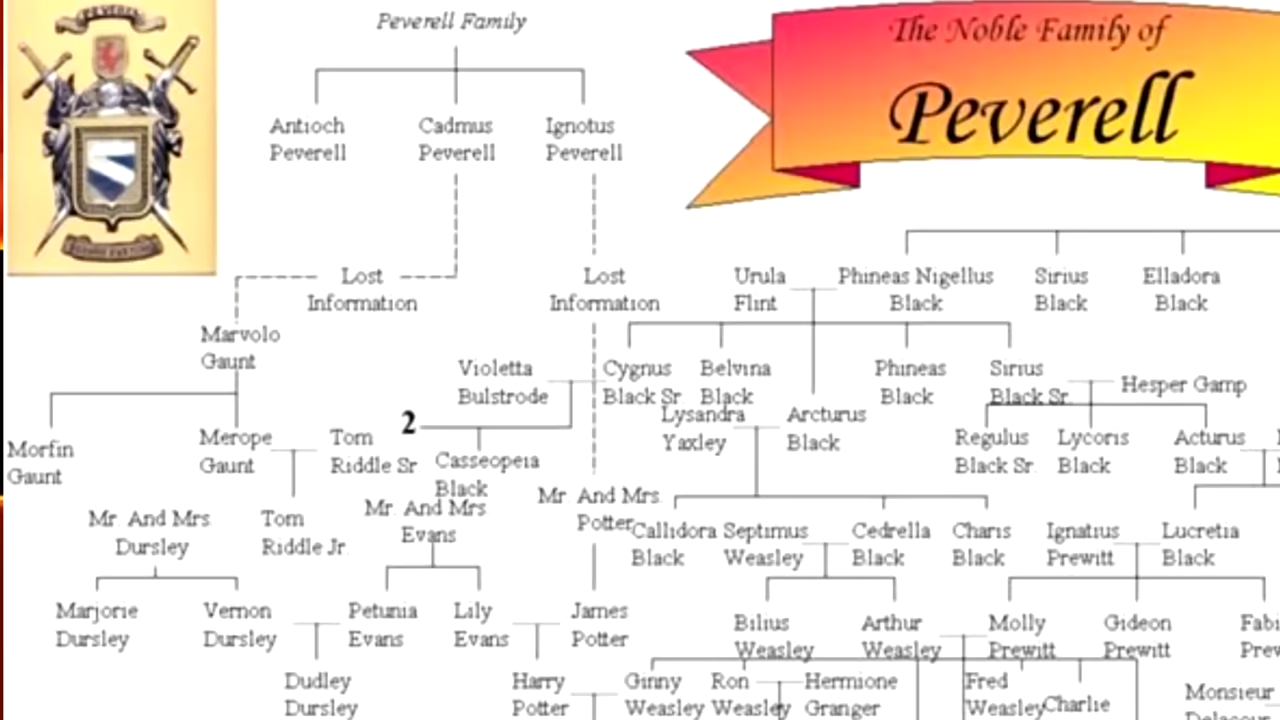 Peverell Family
The Noble Family of
Peverell
Antioch
Peverell
Cadmus
Peverell
Ignotus
Peverell
Lost
Information
Lost
Information
Urula
Flint
Phineas Nigellus
Black
Sirius
Black
Elladora
Black
Marvolo
Gaunt
Violetta
Bulstrode
Cygnus
Black Sr
Belvina
Black
Phineas
Black
Sirius
Black Sr
Hesper Gamp
2
Lysandra
Yaxley
Arcturus
Black
Morfin
Gaunt
Merope
Gaunt
Tom
Riddle Sr
Casseopeia
Black
Regulus
Black Sr
Lycoris
Black
Acturus
Black
Mr. And Mrs.
Dursley
Tom
Riddle Jr
Mr. And Mrs.
Evans
Mr. And Mrs.
Potter
Callidora
Black
Septimus
Weasley
Cedrella
Black
Charis
Black
Ignatius
Prewitt
Lucretia
Black
Marjorie
Dursley
Vernon
Dursley
Petunia
Evans
Lily
Evans
James
Potter
Bilius
Weasley
Arthur
Weasley
Molly
Prewitt
Gideon
Prewitt
Fabi
Prew
Dudley
Dursley
Harry
Potter
Ginny
Weasley
Ron
Weasley
Hermione
Granger
Fred
Weasley
Charlie
Monsieur